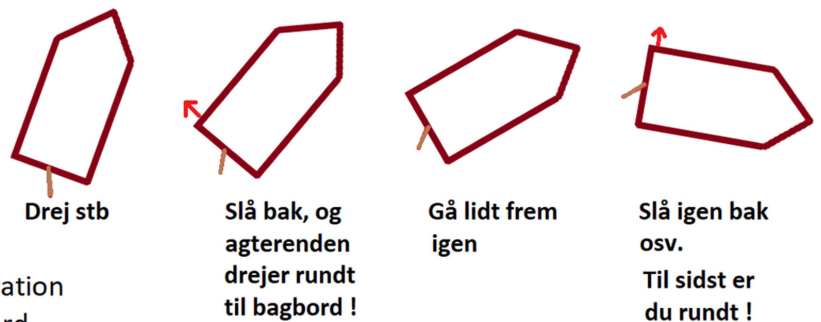 Drej stb
Slå bak, og
agterenden
drejer rundt
til bagbord !
Gå lidt frem
igen
Slå igen bak
osv.
Til sidst er
du rundt !
ation